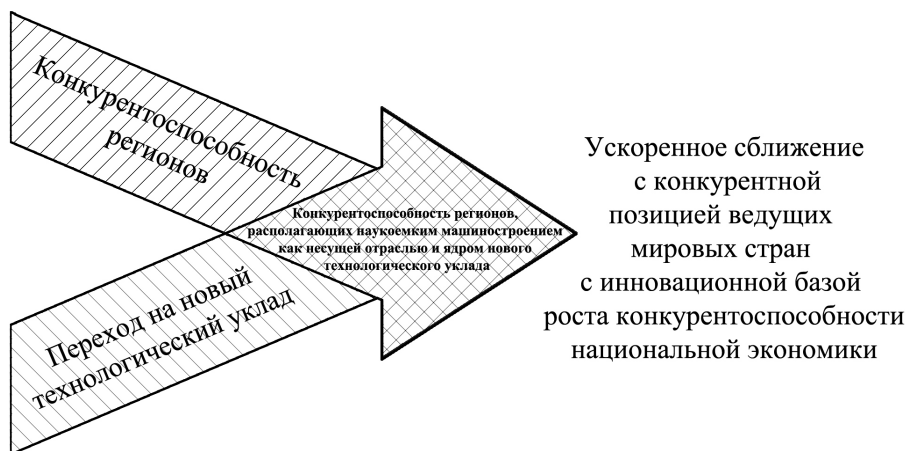 Конкурентоспособность
регионов
Конкурентоспособность регионов,
располагающих наукоемким машиностроением
как несущей отраслью и ядром нового
технологического уклада
Переход на новый
технологический уклад
Ускоренное сближение
с конкурентной
позицией ведущих
мировых стран
с инновационной базой
роста конкурентоспособности
национальной экономики